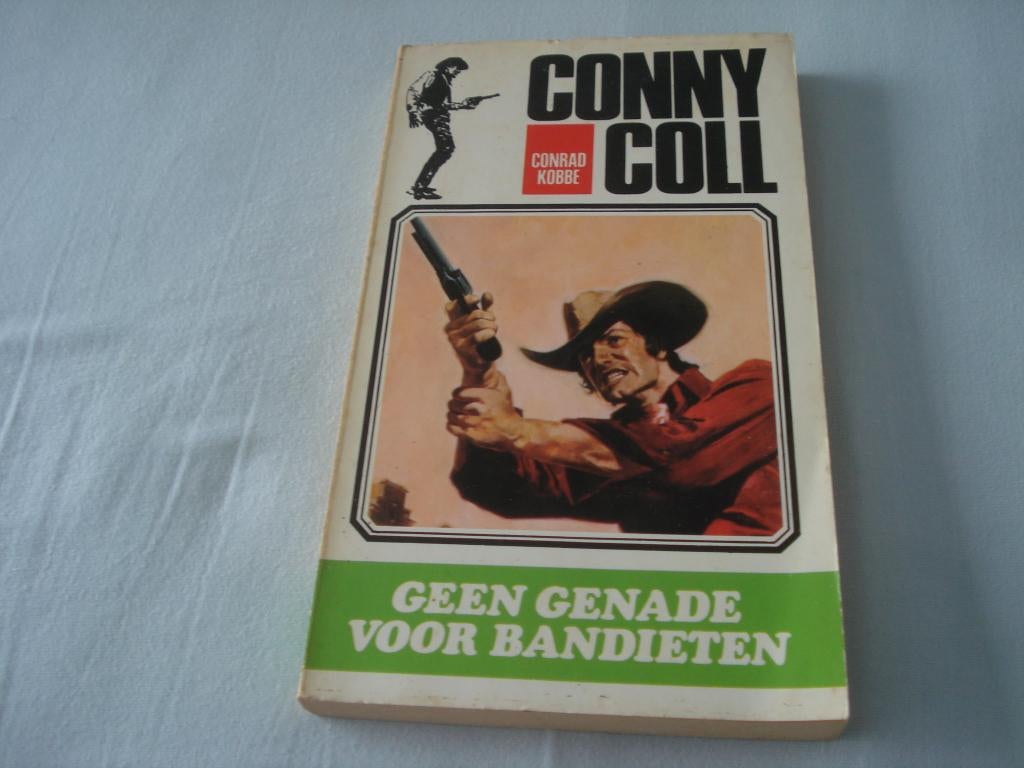 CONNY
CONRAD
KOBBE
COLL
GEEN GENADE
VOOR BANDIETEN